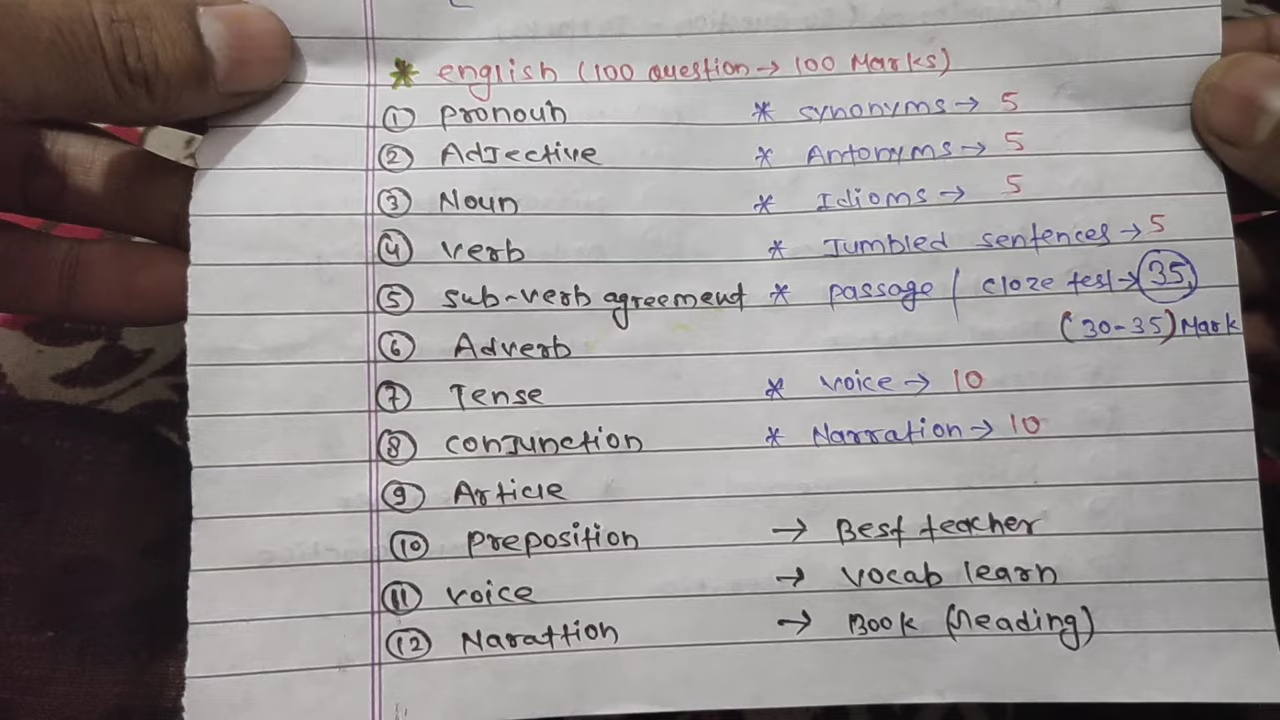 * english (100 question → 100 Marks)
① pronoun * synonyms → 5
② Adjective * Antonyms → 5
③ Noun * Idioms → 5
④ verb * Jumbled sentences → 5
⑤ sub-verb agreement * passage / cloze test → 35
(30-35) Mark
⑥ Adverb
⑦ Tense * voice → 10
⑧ conjunction * Narration → 10
⑨ Article
⑩ preposition → Best teacher
⑪ voice → vocab learn
⑫ Narattion → Book (Reading)